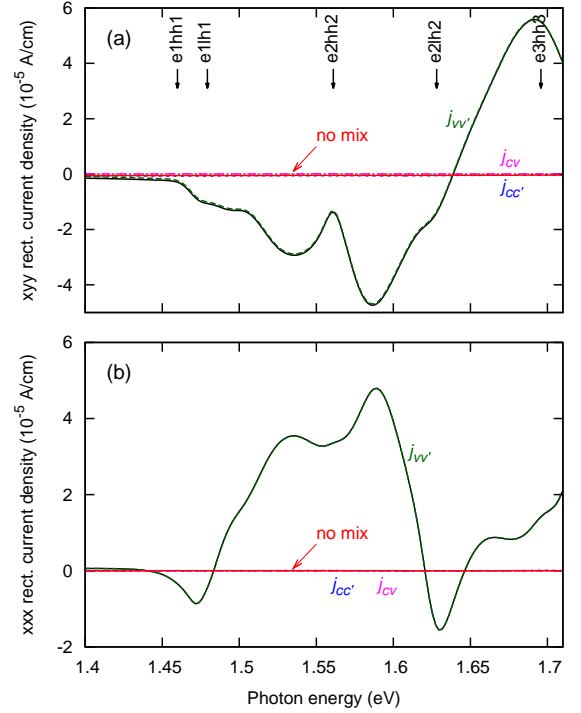 (a)
e1hh1
e1lh1
e2hh2
e2lh2
e3hh3
xyy rect. current density (10⁻⁵ A/cm)
6
4
2
0
-2
-4
no mix
j_vv'
j_cv
j_cc'
(b)
xxx rect. current density (10⁻⁵ A/cm)
6
4
2
0
-2
j_vv'
no mix
j_cc' j_cv
1.4 1.45 1.5 1.55 1.6 1.65 1.7
Photon energy (eV)